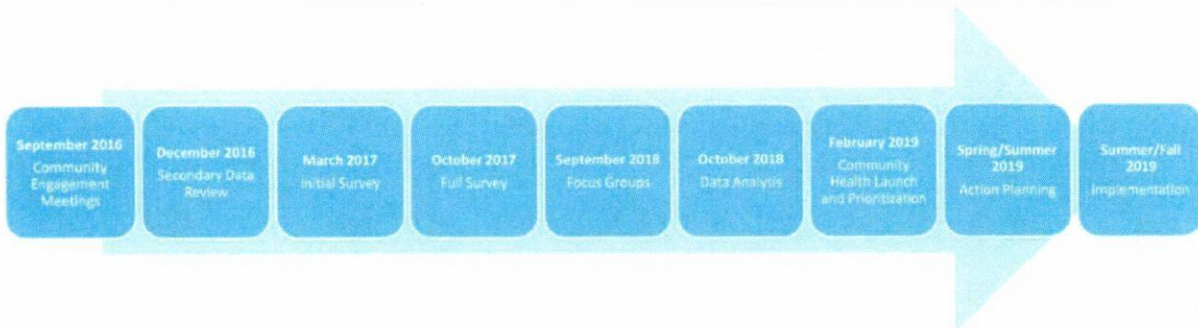 September 2016
Community
Engagement
Meetings
December 2016
Secondary Data
Review
March 2017
Initial Survey
October 2017
Full Survey
September 2018
Focus Groups
October 2018
Data Analysis
February 2019
Community
Health Launch
and Prioritization
Spring/Summer
2019
Action Planning
Summer/Fall
2019
Implementation